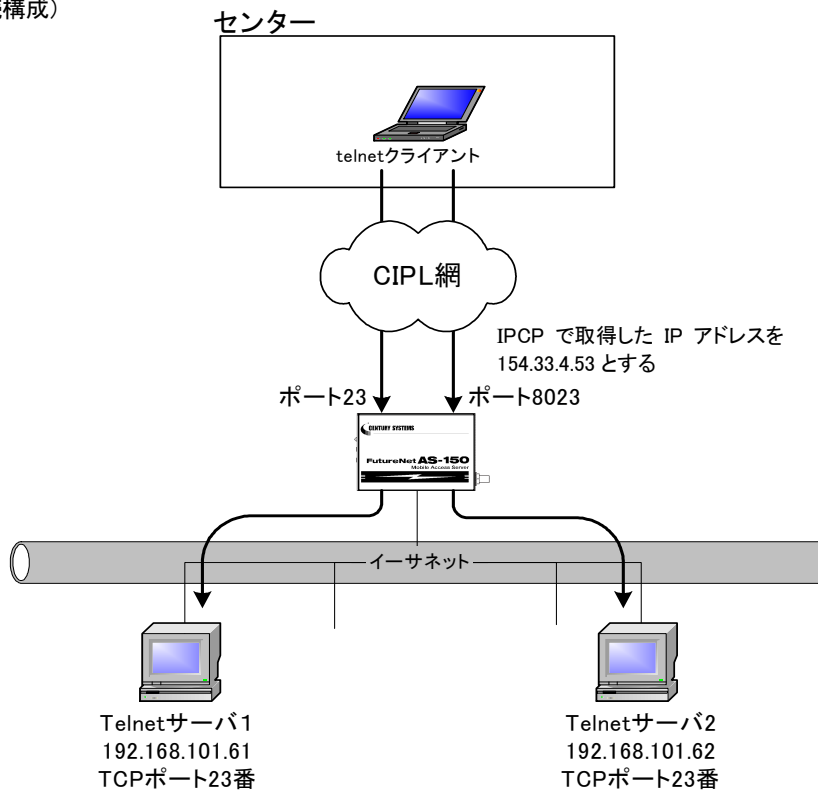 構成）
センター
telnetクライアント
CIPL網
IPCP で取得した IP アドレスを
154.33.4.53 とする
ポート23
ポート8023
CENTURY SYSTEMS
FutureNet AS-150
Mobile Access Server
イーサネット
Telnetサーバ1
192.168.101.61
TCPポート23番
Telnetサーバ2
192.168.101.62
TCPポート23番